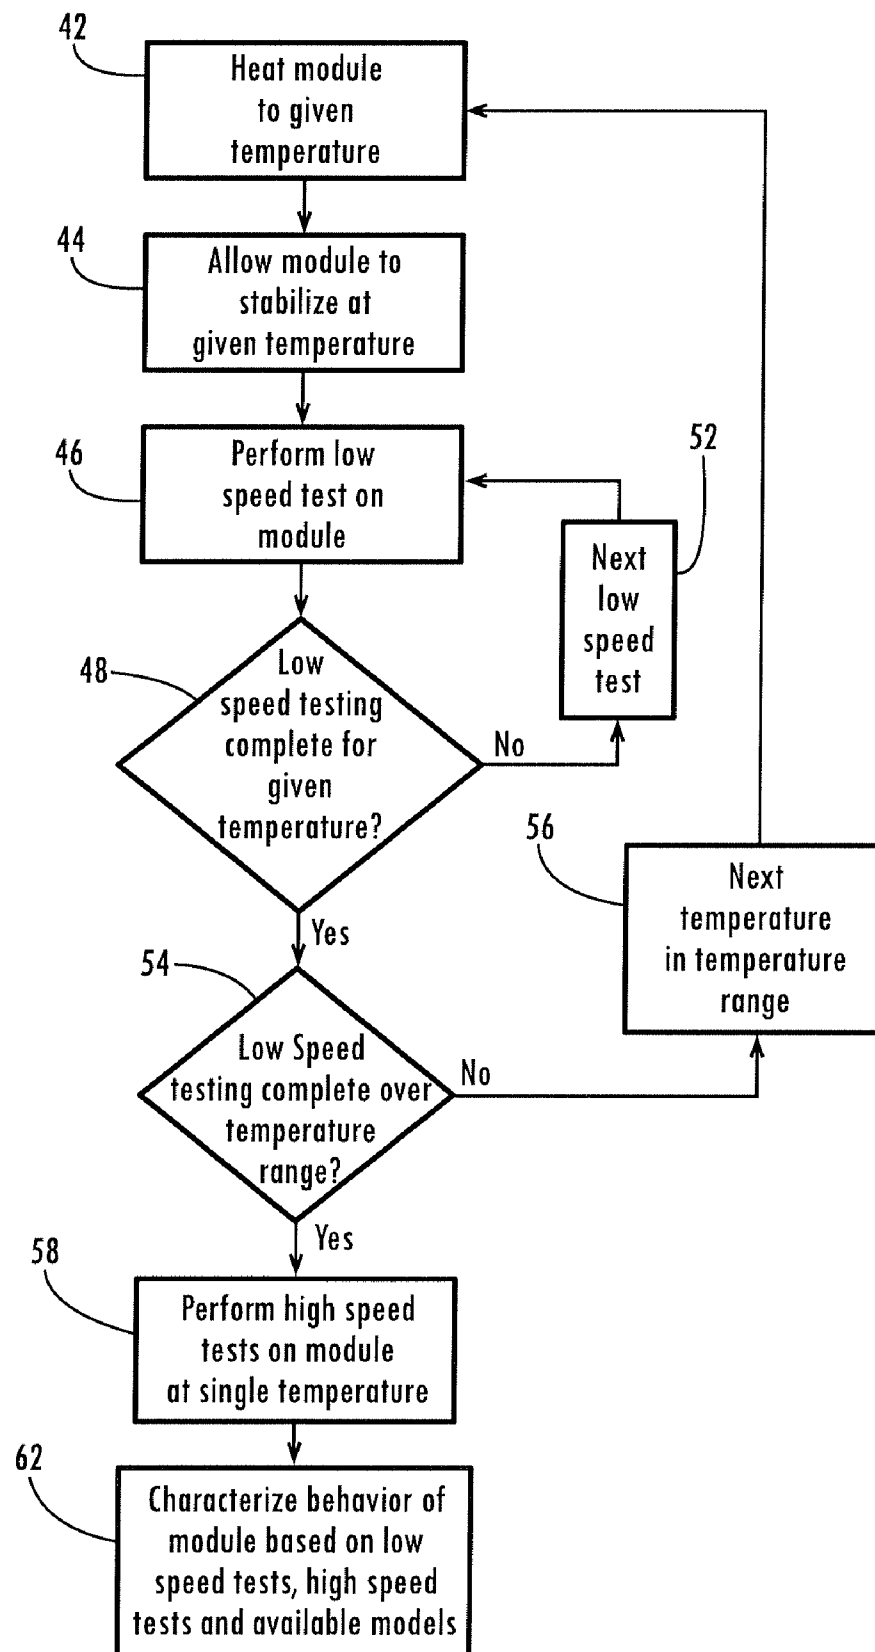 42
Heat module
to given
temperature
44
Allow module to
stabilize at
given temperature
46
Perform low
speed test on
module
52
Next
low
speed
test
48
Low
speed testing
complete for
given
temperature?
No
Yes
56
Next
temperature
in temperature
range
54
Low Speed
testing complete over
temperature
range?
No
Yes
58
Perform high speed
tests on module
at single temperature
62
Characterize behavior of
module based on low
speed tests, high speed
tests and available models